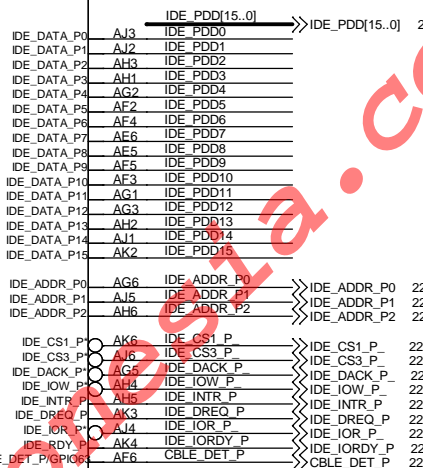 IDE_PDD[15..0]
IDE_PDD[15..0] 2
IDE_DATA_P0 AJ3 IDE_PDD0
IDE_DATA_P1 AJ2 IDE_PDD1
IDE_DATA_P2 AH3 IDE_PDD2
IDE_DATA_P3 AH1 IDE_PDD3
IDE_DATA_P4 AG2 IDE_PDD4
IDE_DATA_P5 AF2 IDE_PDD5
IDE_DATA_P6 AF4 IDE_PDD6
IDE_DATA_P7 AE6 IDE_PDD7
IDE_DATA_P8 AE5 IDE_PDD8
IDE_DATA_P9 AF5 IDE_PDD9
IDE_DATA_P10 AF3 IDE_PDD10
IDE_DATA_P11 AG1 IDE_PDD11
IDE_DATA_P12 AG3 IDE_PDD12
IDE_DATA_P13 AH2 IDE_PDD13
IDE_DATA_P14 AJ1 IDE_PDD14
IDE_DATA_P15 AK2 IDE_PDD15
IDE_ADDR_P0 AG6 IDE_ADDR_P0 IDE_ADDR_P0 22
IDE_ADDR_P1 AJ5 IDE_ADDR_P1 IDE_ADDR_P1 22
IDE_ADDR_P2 AH6 IDE_ADDR_P2 IDE_ADDR_P2 22
IDE_CS1_P* AK6 IDE_CS1_P_ IDE_CS1_P_ 22
IDE_CS3_P* AJ6 IDE_CS3_P_ IDE_CS3_P_ 22
IDE_DACK_P* AG5 IDE_DACK_P_ IDE_DACK_P_ 22
IDE_IOW_P* AH4 IDE_IOW_P_ IDE_IOW_P_ 22
IDE_INTR_P AH5 IDE_INTR_P IDE_INTR_P 22
IDE_DREQ_P AK3 IDE_DREQ_P IDE_DREQ_P 22
IDE_IOR_P* AJ4 IDE_IOR_P_ IDE_IOR_P_ 22
IDE_RDY_P AK4 IDE_IORDY_P IDE_IORDY_P 22
E_DET_P/GPIO63 AF6 CBLE_DET_P CBLE_DET_P 22
onesia.co